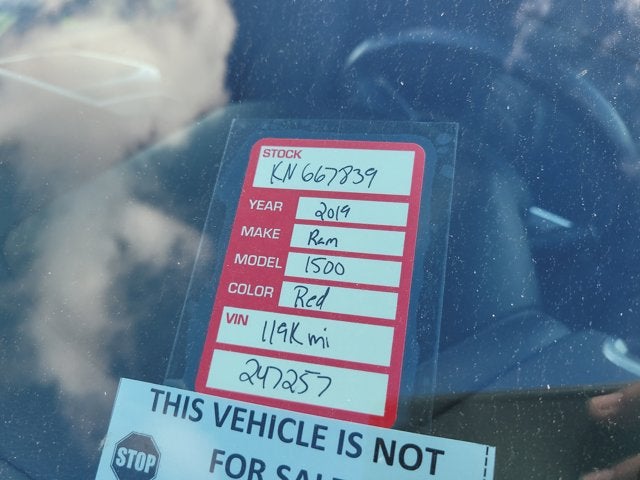 STOCK
KN667839
YEAR 2019
MAKE Ram
MODEL 1500
COLOR Red
VIN 119K mi
247257
THIS VEHICLE IS NOT
STOP FOR SALE